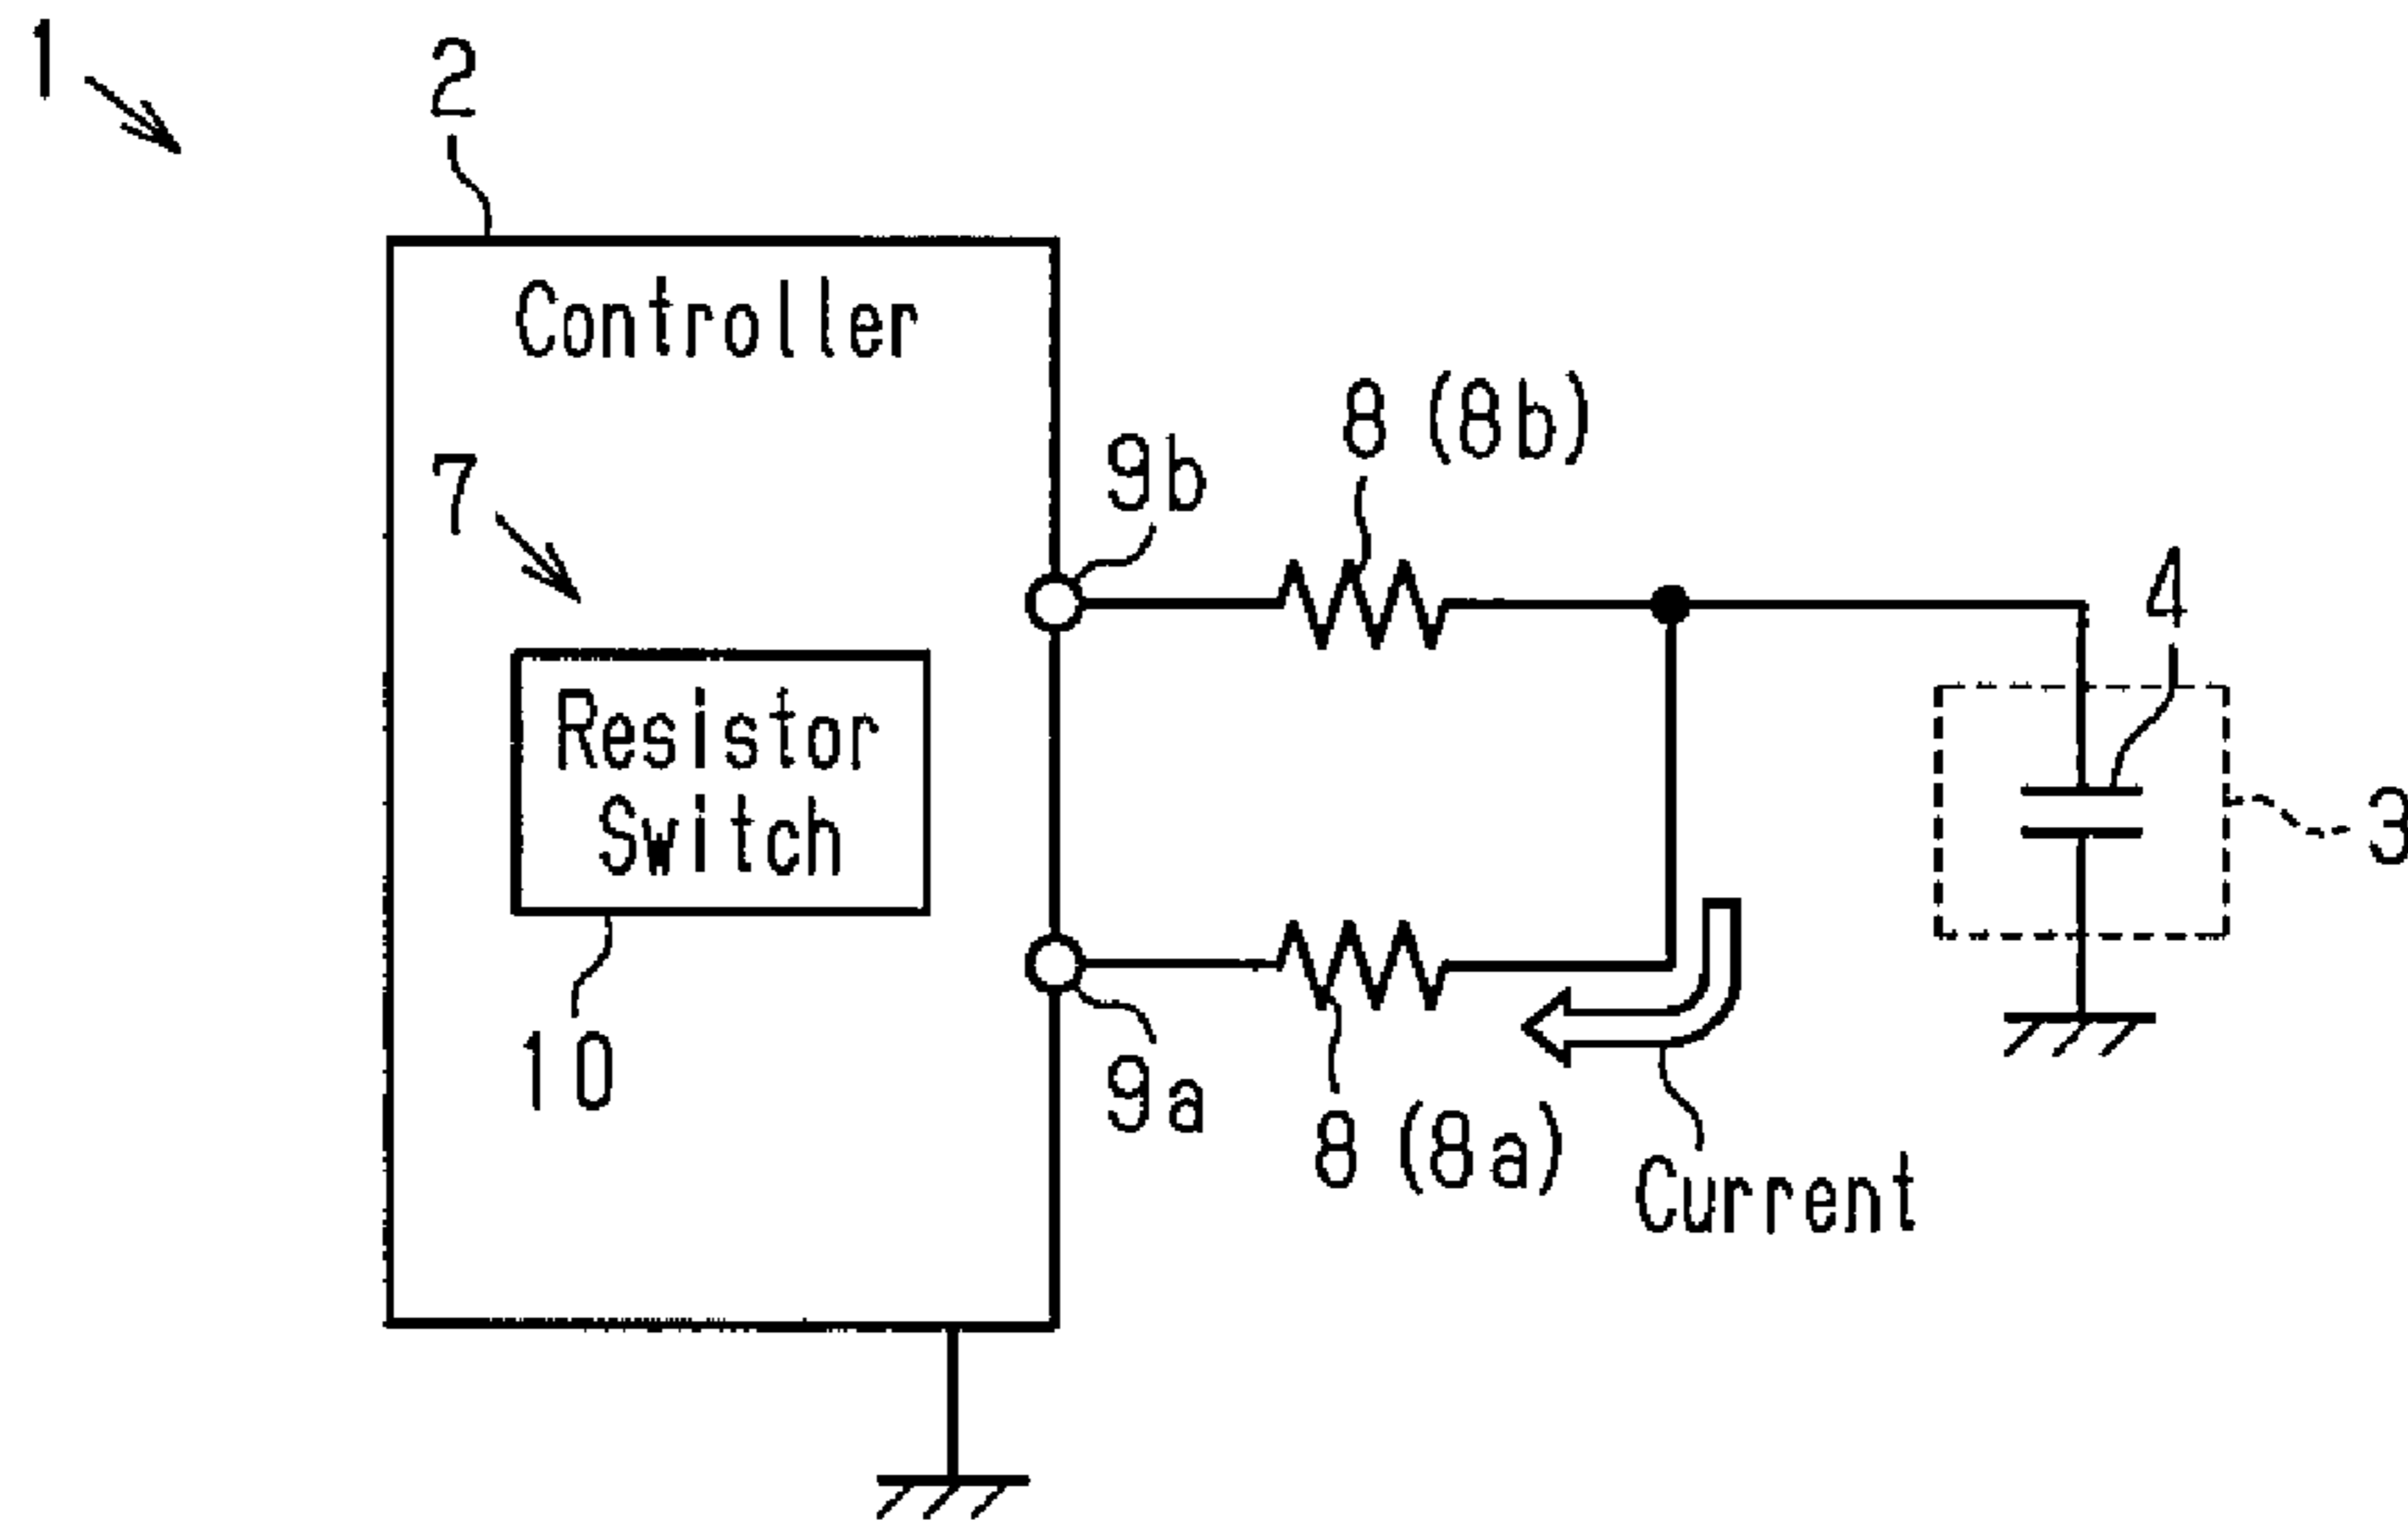 1
2
Controller
8 (8b)
9b
7
4
Resistor
Switch
3
10
9a
8 (8a)
Current